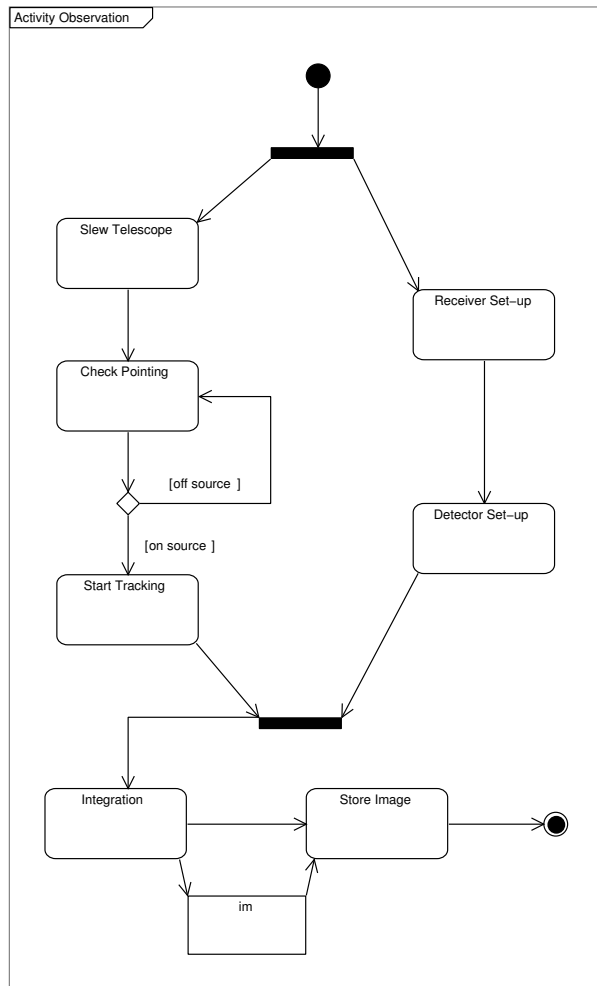 Activity Observation
Slew Telescope
Receiver Set−up
Check Pointing
[off source ]
Detector Set−up
[on source ]
Start Tracking
Integration
Store Image
im